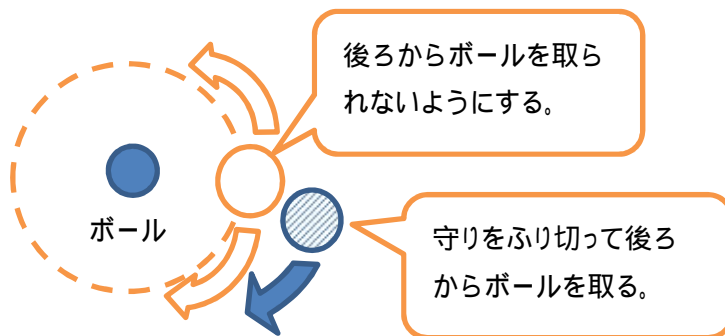 後ろからボールを取ら
れないようにする。
ボール
守りをふり切って後ろ
からボールを取る。